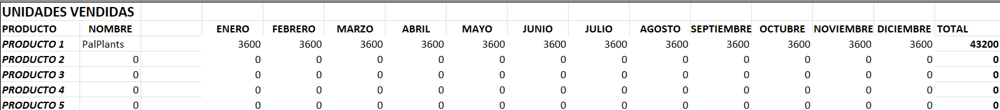 UNIDADES VENDIDAS
PRODUCTO NOMBRE ENERO FEBRERO MARZO ABRIL MAYO JUNIO JULIO AGOSTO SEPTIEMBRE OCTUBRE NOVIEMBRE DICIEMBRE TOTAL
PRODUCTO 1 PalPlants 3600 3600 3600 3600 3600 3600 3600 3600 3600 3600 3600 3600 43200
PRODUCTO 2 0 0 0 0 0 0 0 0 0 0 0 0 0 0
PRODUCTO 3 0 0 0 0 0 0 0 0 0 0 0 0 0 0
PRODUCTO 4 0 0 0 0 0 0 0 0 0 0 0 0 0 0
PRODUCTO 5 0 0 0 0 0 0 0 0 0 0 0 0 0 0